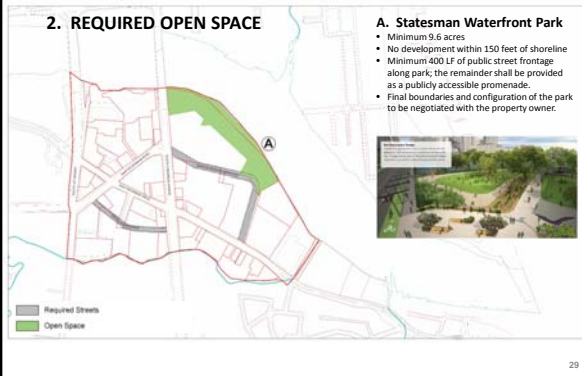 2. REQUIRED OPEN SPACE
A. Statesman Waterfront Park
• Minimum 9.6 acres
• No development within 150 feet of shoreline
• Minimum 400 LF of public street frontage
along park; the remainder shall be provided
as a publicly accessible promenade.
• Final boundaries and configuration of the park
to be negotiated with the property owner.
A
Required Streets
Open Space
29